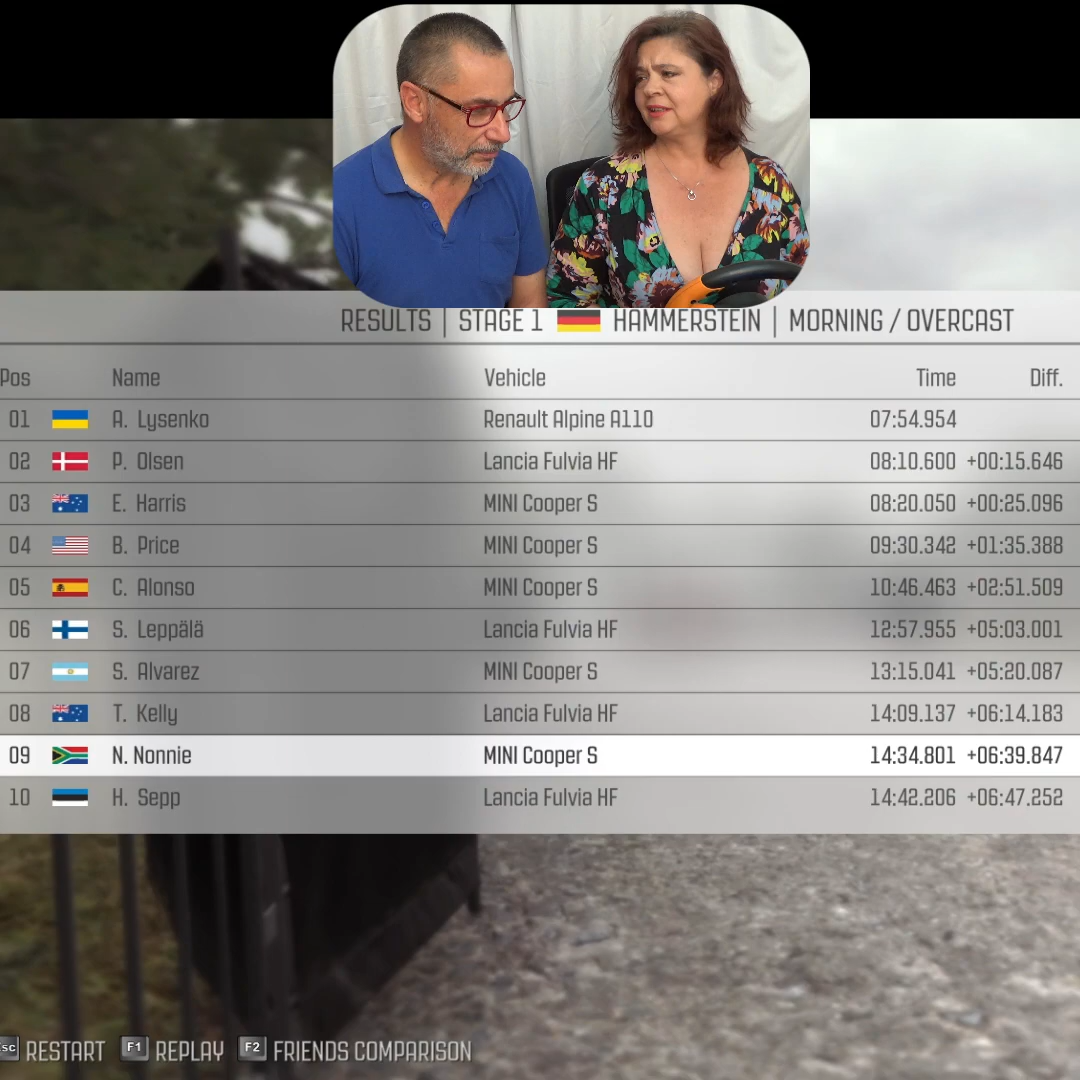 RESULTS | STAGE 1 HAMMERSTEIN | MORNING / OVERCAST
Pos Name Vehicle Time Diff.
01 A. Lysenko Renault Alpine A110 07:54.954
02 P. Olsen Lancia Fulvia HF 08:10.600 +00:15.646
03 E. Harris MINI Cooper S 08:20.050 +00:25.096
04 B. Price MINI Cooper S 09:30.342 +01:35.388
05 C. Alonso MINI Cooper S 10:46.463 +02:51.509
06 S. Leppälä Lancia Fulvia HF 12:57.955 +05:03.001
07 S. Alvarez MINI Cooper S 13:15.041 +05:20.087
08 T. Kelly Lancia Fulvia HF 14:09.137 +06:14.183
09 N. Nonnie MINI Cooper S 14:34.801 +06:39.847
10 H. Sepp Lancia Fulvia HF 14:42.206 +06:47.252
sc RESTART F1 REPLAY F2 FRIENDS COMPARISON